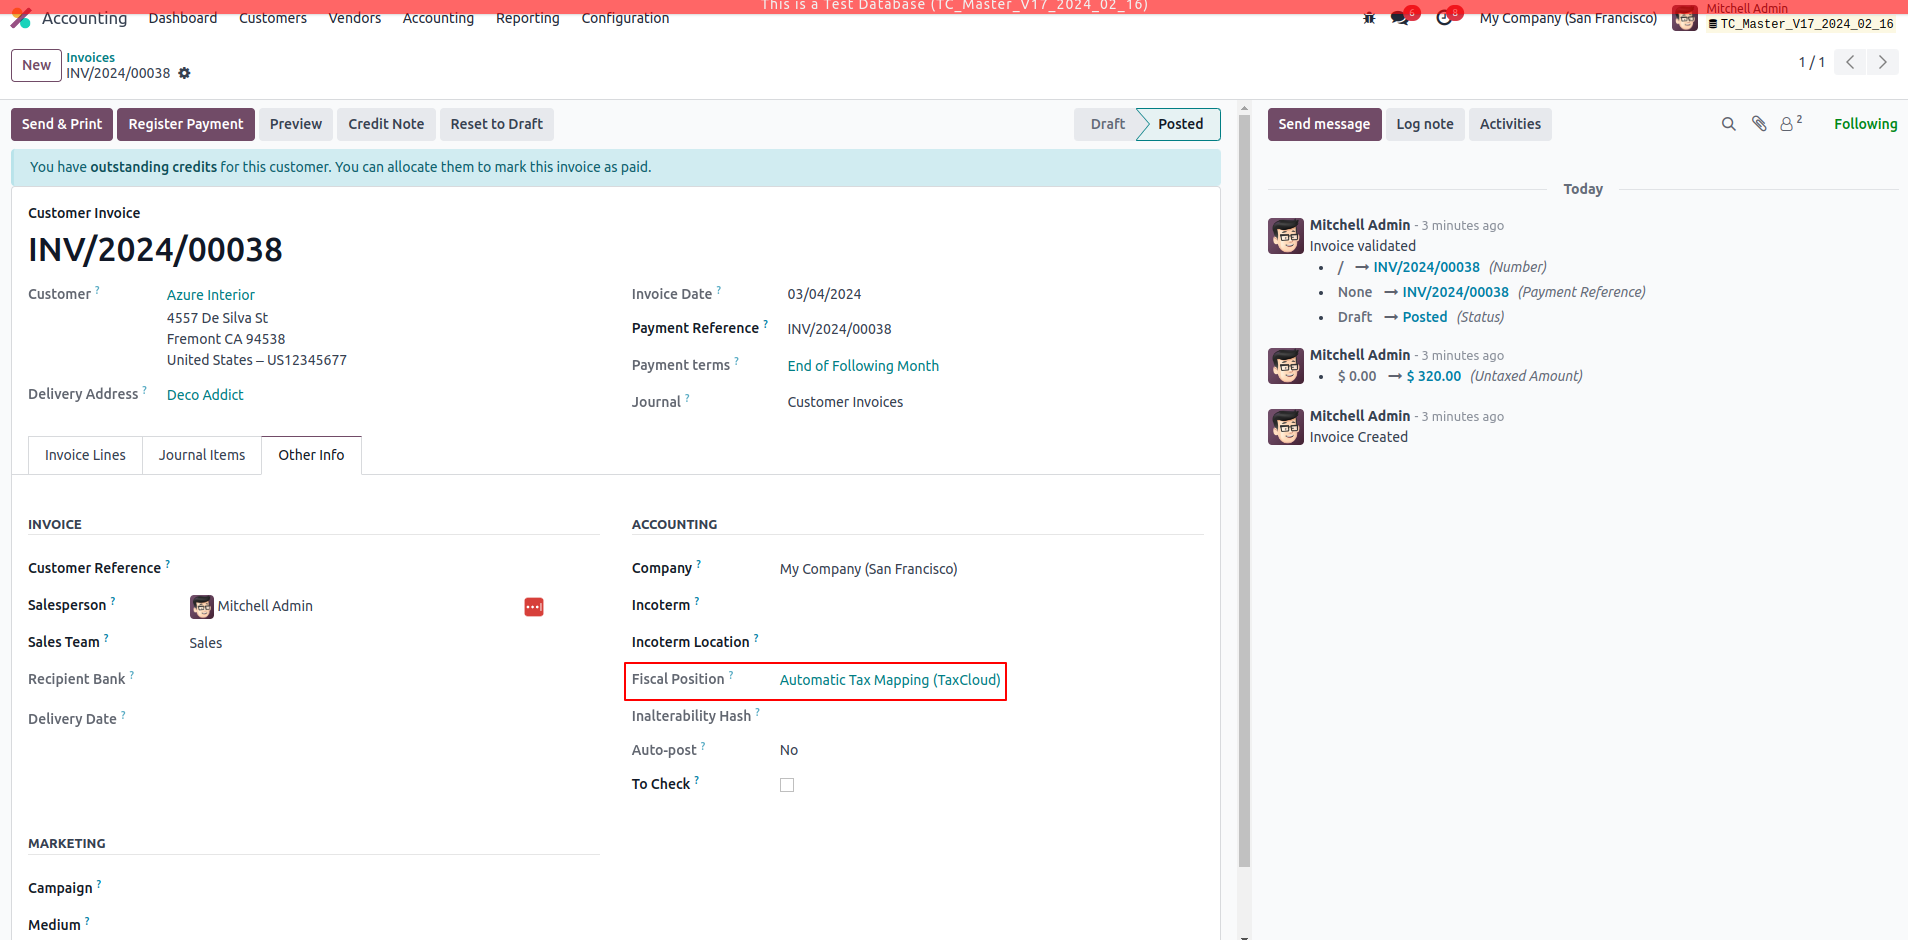 This is a Test Database (TC_Master_V17_2024_02_16)
Accounting Dashboard Customers Vendors Accounting Reporting Configuration
6 8 My Company (San Francisco) Mitchell Admin
TC_Master_V17_2024_02_16
New Invoices
INV/2024/00038
1 / 1
Send & Print Register Payment Preview Credit Note Reset to Draft Draft Posted
You have outstanding credits for this customer. You can allocate them to mark this invoice as paid.
Customer Invoice
INV/2024/00038
Customer ? Azure Interior
4557 De Silva St
Fremont CA 94538
United States – US12345677
Delivery Address ? Deco Addict
Invoice Date ? 03/04/2024
Payment Reference ? INV/2024/00038
Payment terms ? End of Following Month
Journal ? Customer Invoices
Invoice Lines Journal Items Other Info
INVOICE
Customer Reference ?
Salesperson ? Mitchell Admin
Sales Team ? Sales
Recipient Bank ?
Delivery Date ?
ACCOUNTING
Company ? My Company (San Francisco)
Incoterm ?
Incoterm Location ?
Fiscal Position ? Automatic Tax Mapping (TaxCloud)
Inalterability Hash ?
Auto-post ? No
To Check ?
MARKETING
Campaign ?
Medium ?
Send message Log note Activities 2 Following
Today
Mitchell Admin - 3 minutes ago
Invoice validated
• / → INV/2024/00038 (Number)
• None → INV/2024/00038 (Payment Reference)
• Draft → Posted (Status)
Mitchell Admin - 3 minutes ago
• $ 0.00 → $ 320.00 (Untaxed Amount)
Mitchell Admin - 3 minutes ago
Invoice Created